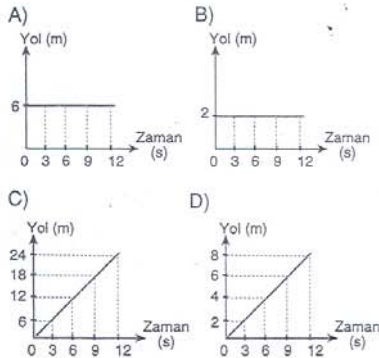 A)
Yol (m)
6
0 3 6 9 12
Zaman
(s)
B)
Yol (m)
2
0 3 6 9 12
Zaman
(s)
C)
Yol (m)
24
18
12
6
0 3 6 9 12
Zaman
(s)
D)
Yol (m)
8
6
4
2
0 3 6 9 12
Zaman
(s)